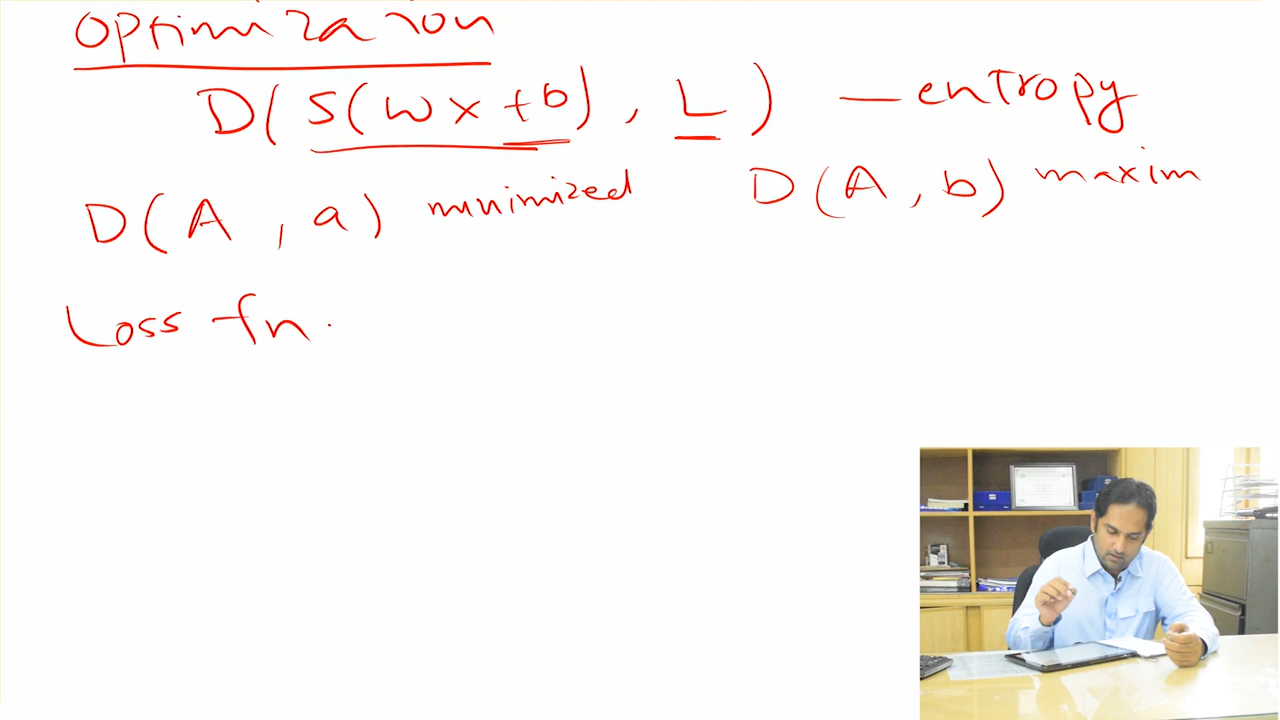 Optimization
D( S(wx+b) , L ) — entropy
D(A , a) minimized D(A, b) maxim
Loss fn.